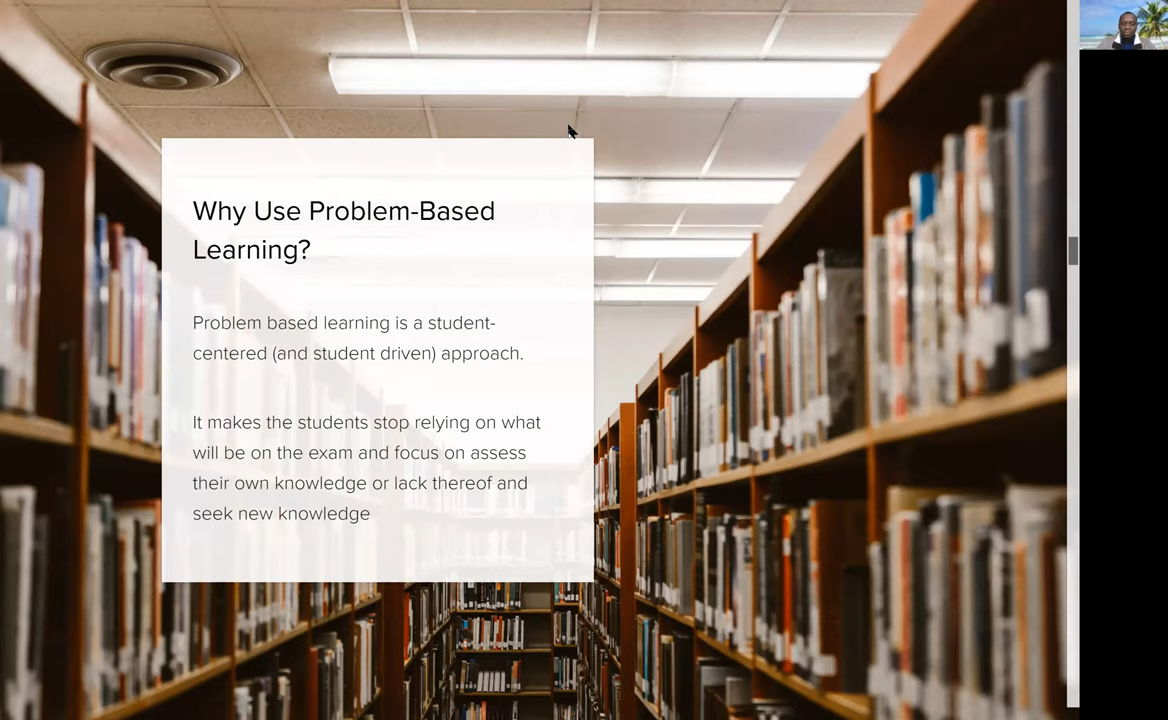 Why Use Problem-Based
Learning?
Problem based learning is a student-
centered (and student driven) approach.
It makes the students stop relying on what
will be on the exam and focus on assess
their own knowledge or lack thereof and
seek new knowledge